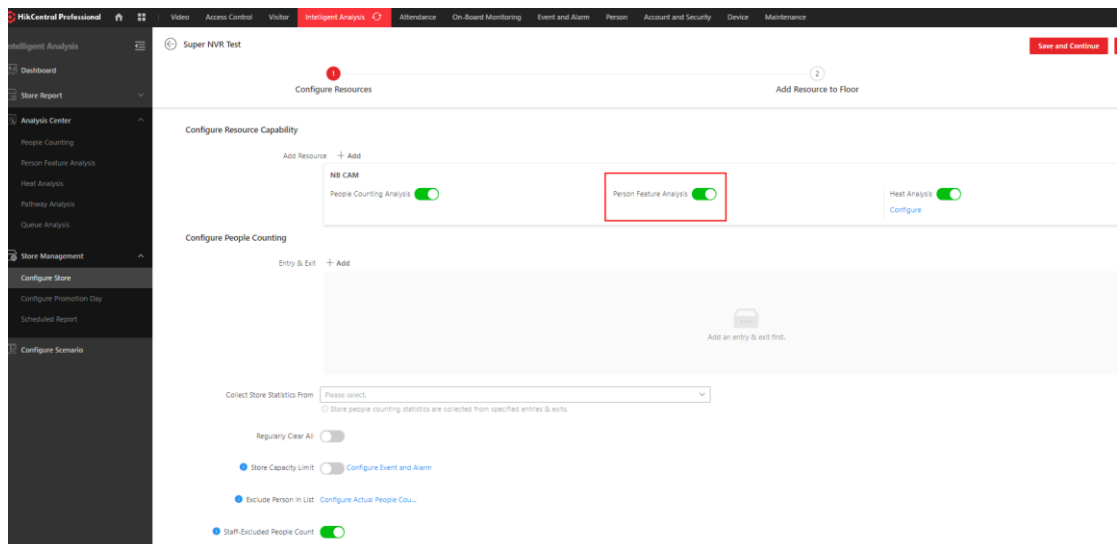 HikCentral Professional Video Access Control Visitor Intelligent Analysis Attendance On-Board Monitoring Event and Alarm Person Account and Security Device Maintenance
ntelligent Analysis
Super NVR Test
Save and Continue
Dashboard
Store Report
Analysis Center
People Counting
Person Feature Analysis
Heat Analysis
Pathway Analysis
Queue Analysis
Store Management
Configure Store
Configure Promotion Day
Scheduled Report
Configure Scenario
1
2
Configure Resources
Add Resource to Floor
Configure Resource Capability
Add Resource + Add
NB CAM
People Counting Analysis
Person Feature Analysis
Heat Analysis
Configure
Configure People Counting
Entry & Exit + Add
Add an entry & exit first.
Collect Store Statistics From Please select.
Store people counting statistics are collected from specified entries & exits.
Regularly Clear All
Store Capacity Limit Configure Event and Alarm
Exclude Person in List Configure Actual People Cou...
Staff-Excluded People Count